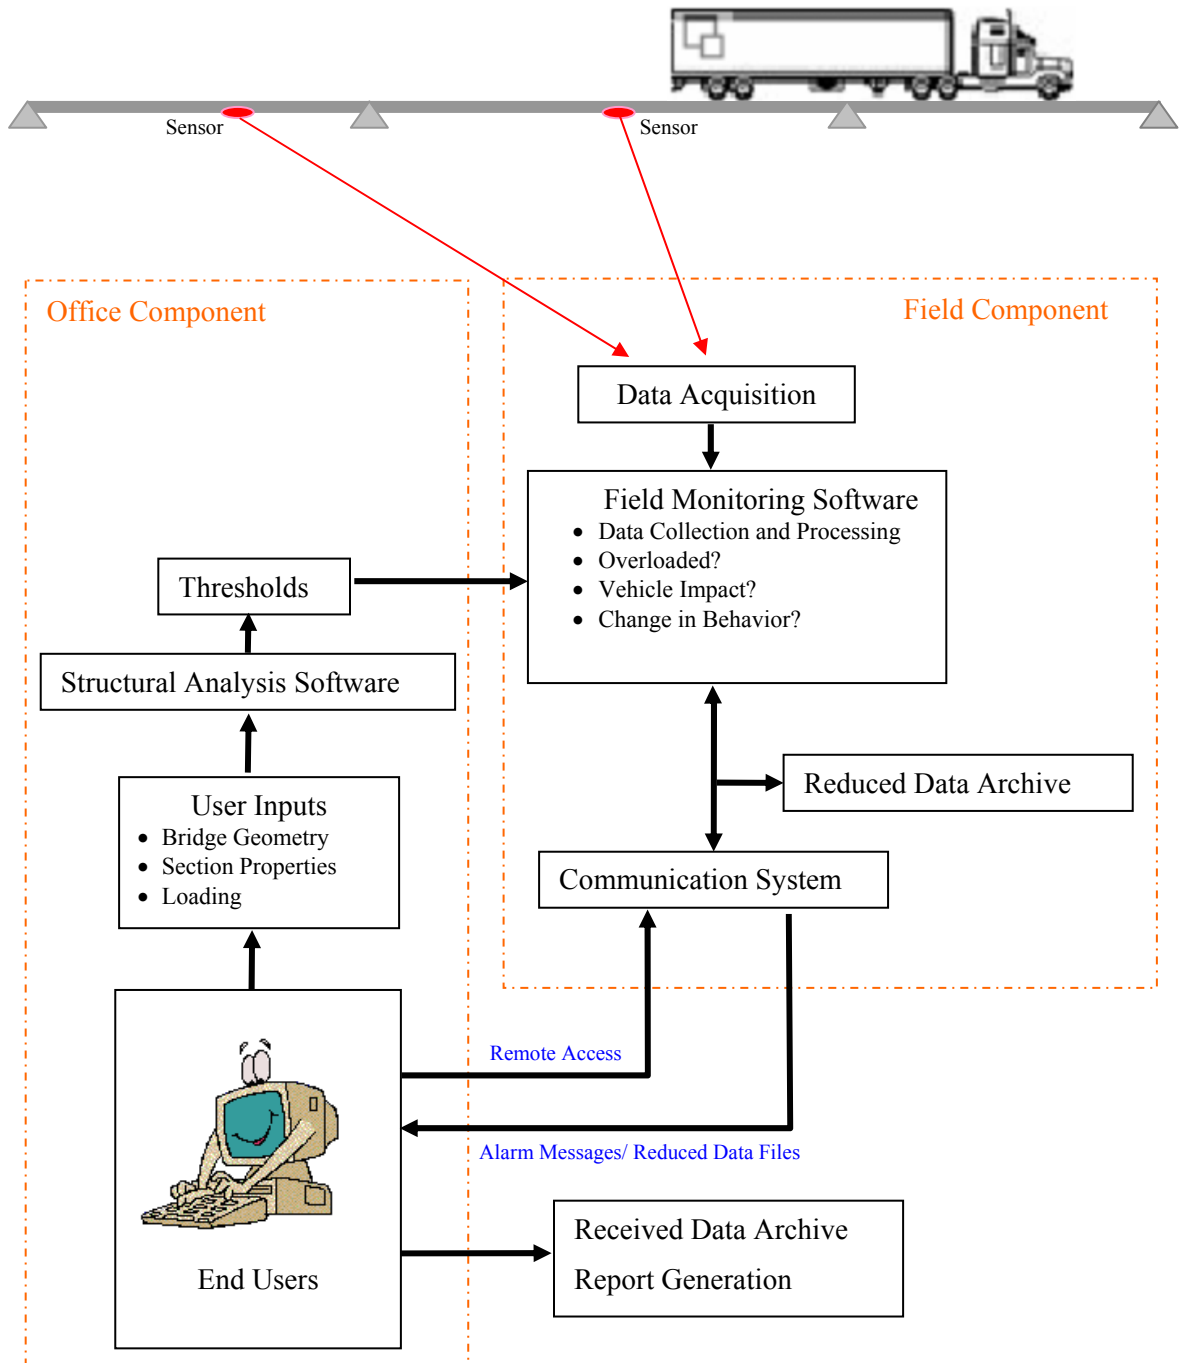 Sensor
Sensor
Office Component
Field Component
Data Acquisition
Field Monitoring Software
• Data Collection and Processing
• Overloaded?
• Vehicle Impact?
• Change in Behavior?
Thresholds
Structural Analysis Software
User Inputs
• Bridge Geometry
• Section Properties
• Loading
Reduced Data Archive
Communication System
Remote Access
Alarm Messages/ Reduced Data Files
End Users
Received Data Archive
Report Generation